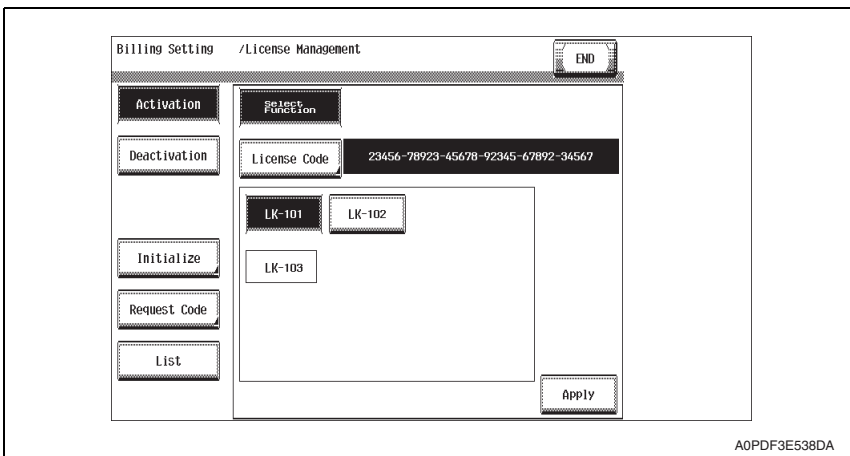 Billing Setting /License Management
END
Activation
Select
Function
Deactivation
License Code 23456-78923-45678-92345-67892-34567
LK-101 LK-102
Initialize
LK-103
Request Code
List
Apply
A0PDF3E538DA